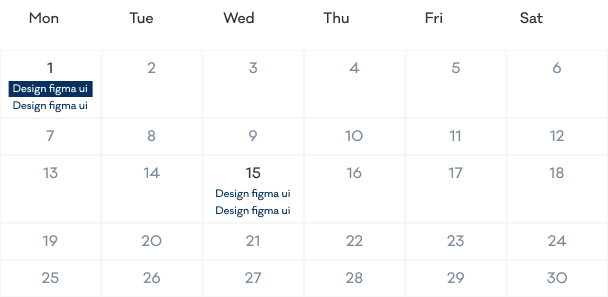 Mon Tue Wed Thu Fri Sat
1 2 3 4 5 6
Design figma ui
Design figma ui
7 8 9 10 11 12
13 14 15 16 17 18
Design figma ui
Design figma ui
19 20 21 22 23 24
25 26 27 28 29 30